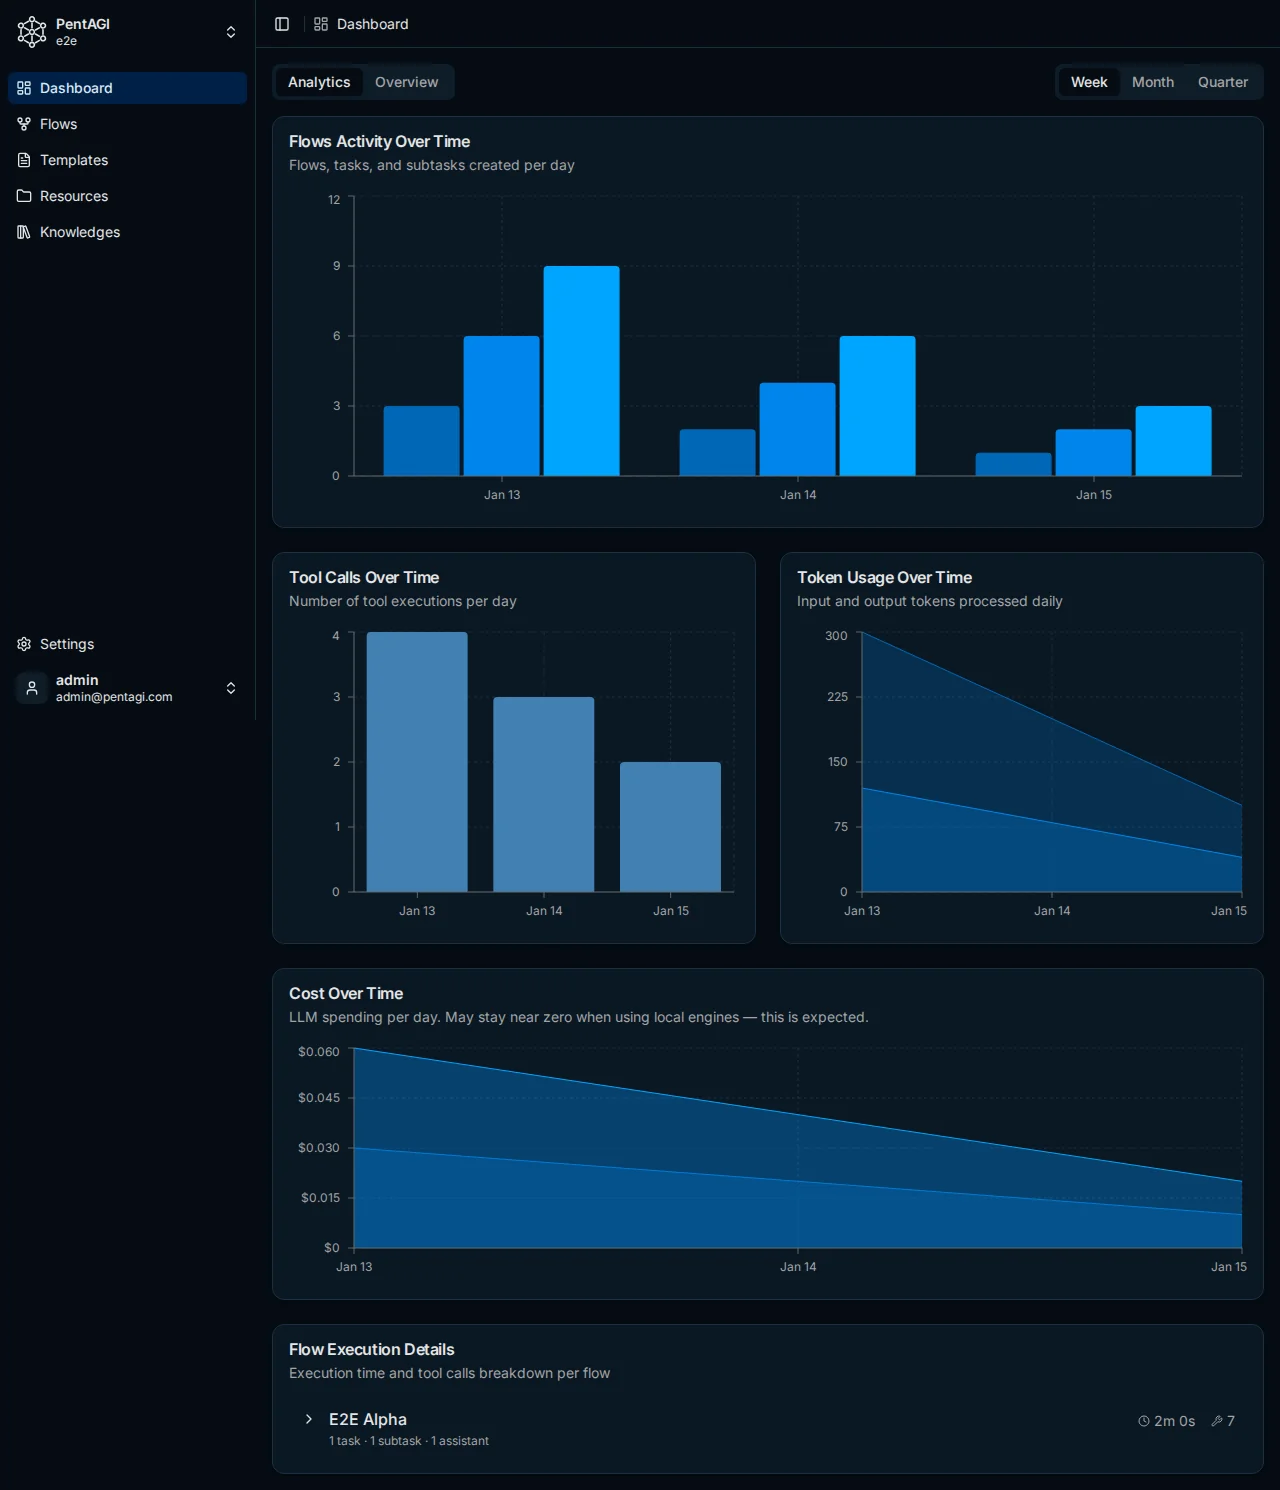 PentAGI
e2e
Dashboard
Flows
Templates
Resources
Knowledges
Settings
admin
admin@pentagi.com
Dashboard
Analytics
Overview
Week
Month
Quarter
Flows Activity Over Time
Flows, tasks, and subtasks created per day
12
9
6
3
0
Jan 13
Jan 14
Jan 15
Tool Calls Over Time
Number of tool executions per day
4
3
2
1
0
Jan 13
Jan 14
Jan 15
Token Usage Over Time
Input and output tokens processed daily
300
225
150
75
0
Jan 13
Jan 14
Jan 15
Cost Over Time
LLM spending per day. May stay near zero when using local engines — this is expected.
$0.060
$0.045
$0.030
$0.015
$0
Jan 13
Jan 14
Jan 15
Flow Execution Details
Execution time and tool calls breakdown per flow
E2E Alpha
1 task · 1 subtask · 1 assistant
2m 0s
7